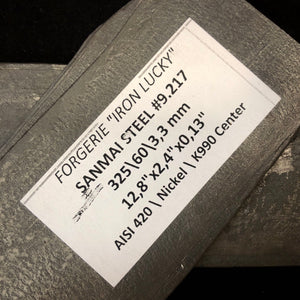 FORGERIE "IRON LUCKY"
SANMAI STEEL #9.217
325\60\3,3 mm
12,8"x2,4"x0,13"
AISI 420 \ Nickel \ K990 Center